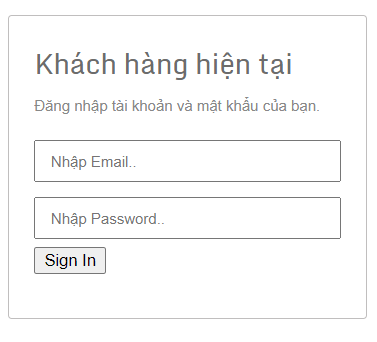 Khách hàng hiện tại
Đăng nhập tài khoản và mật khẩu của bạn.
Nhập Email..
Nhập Password..
Sign In